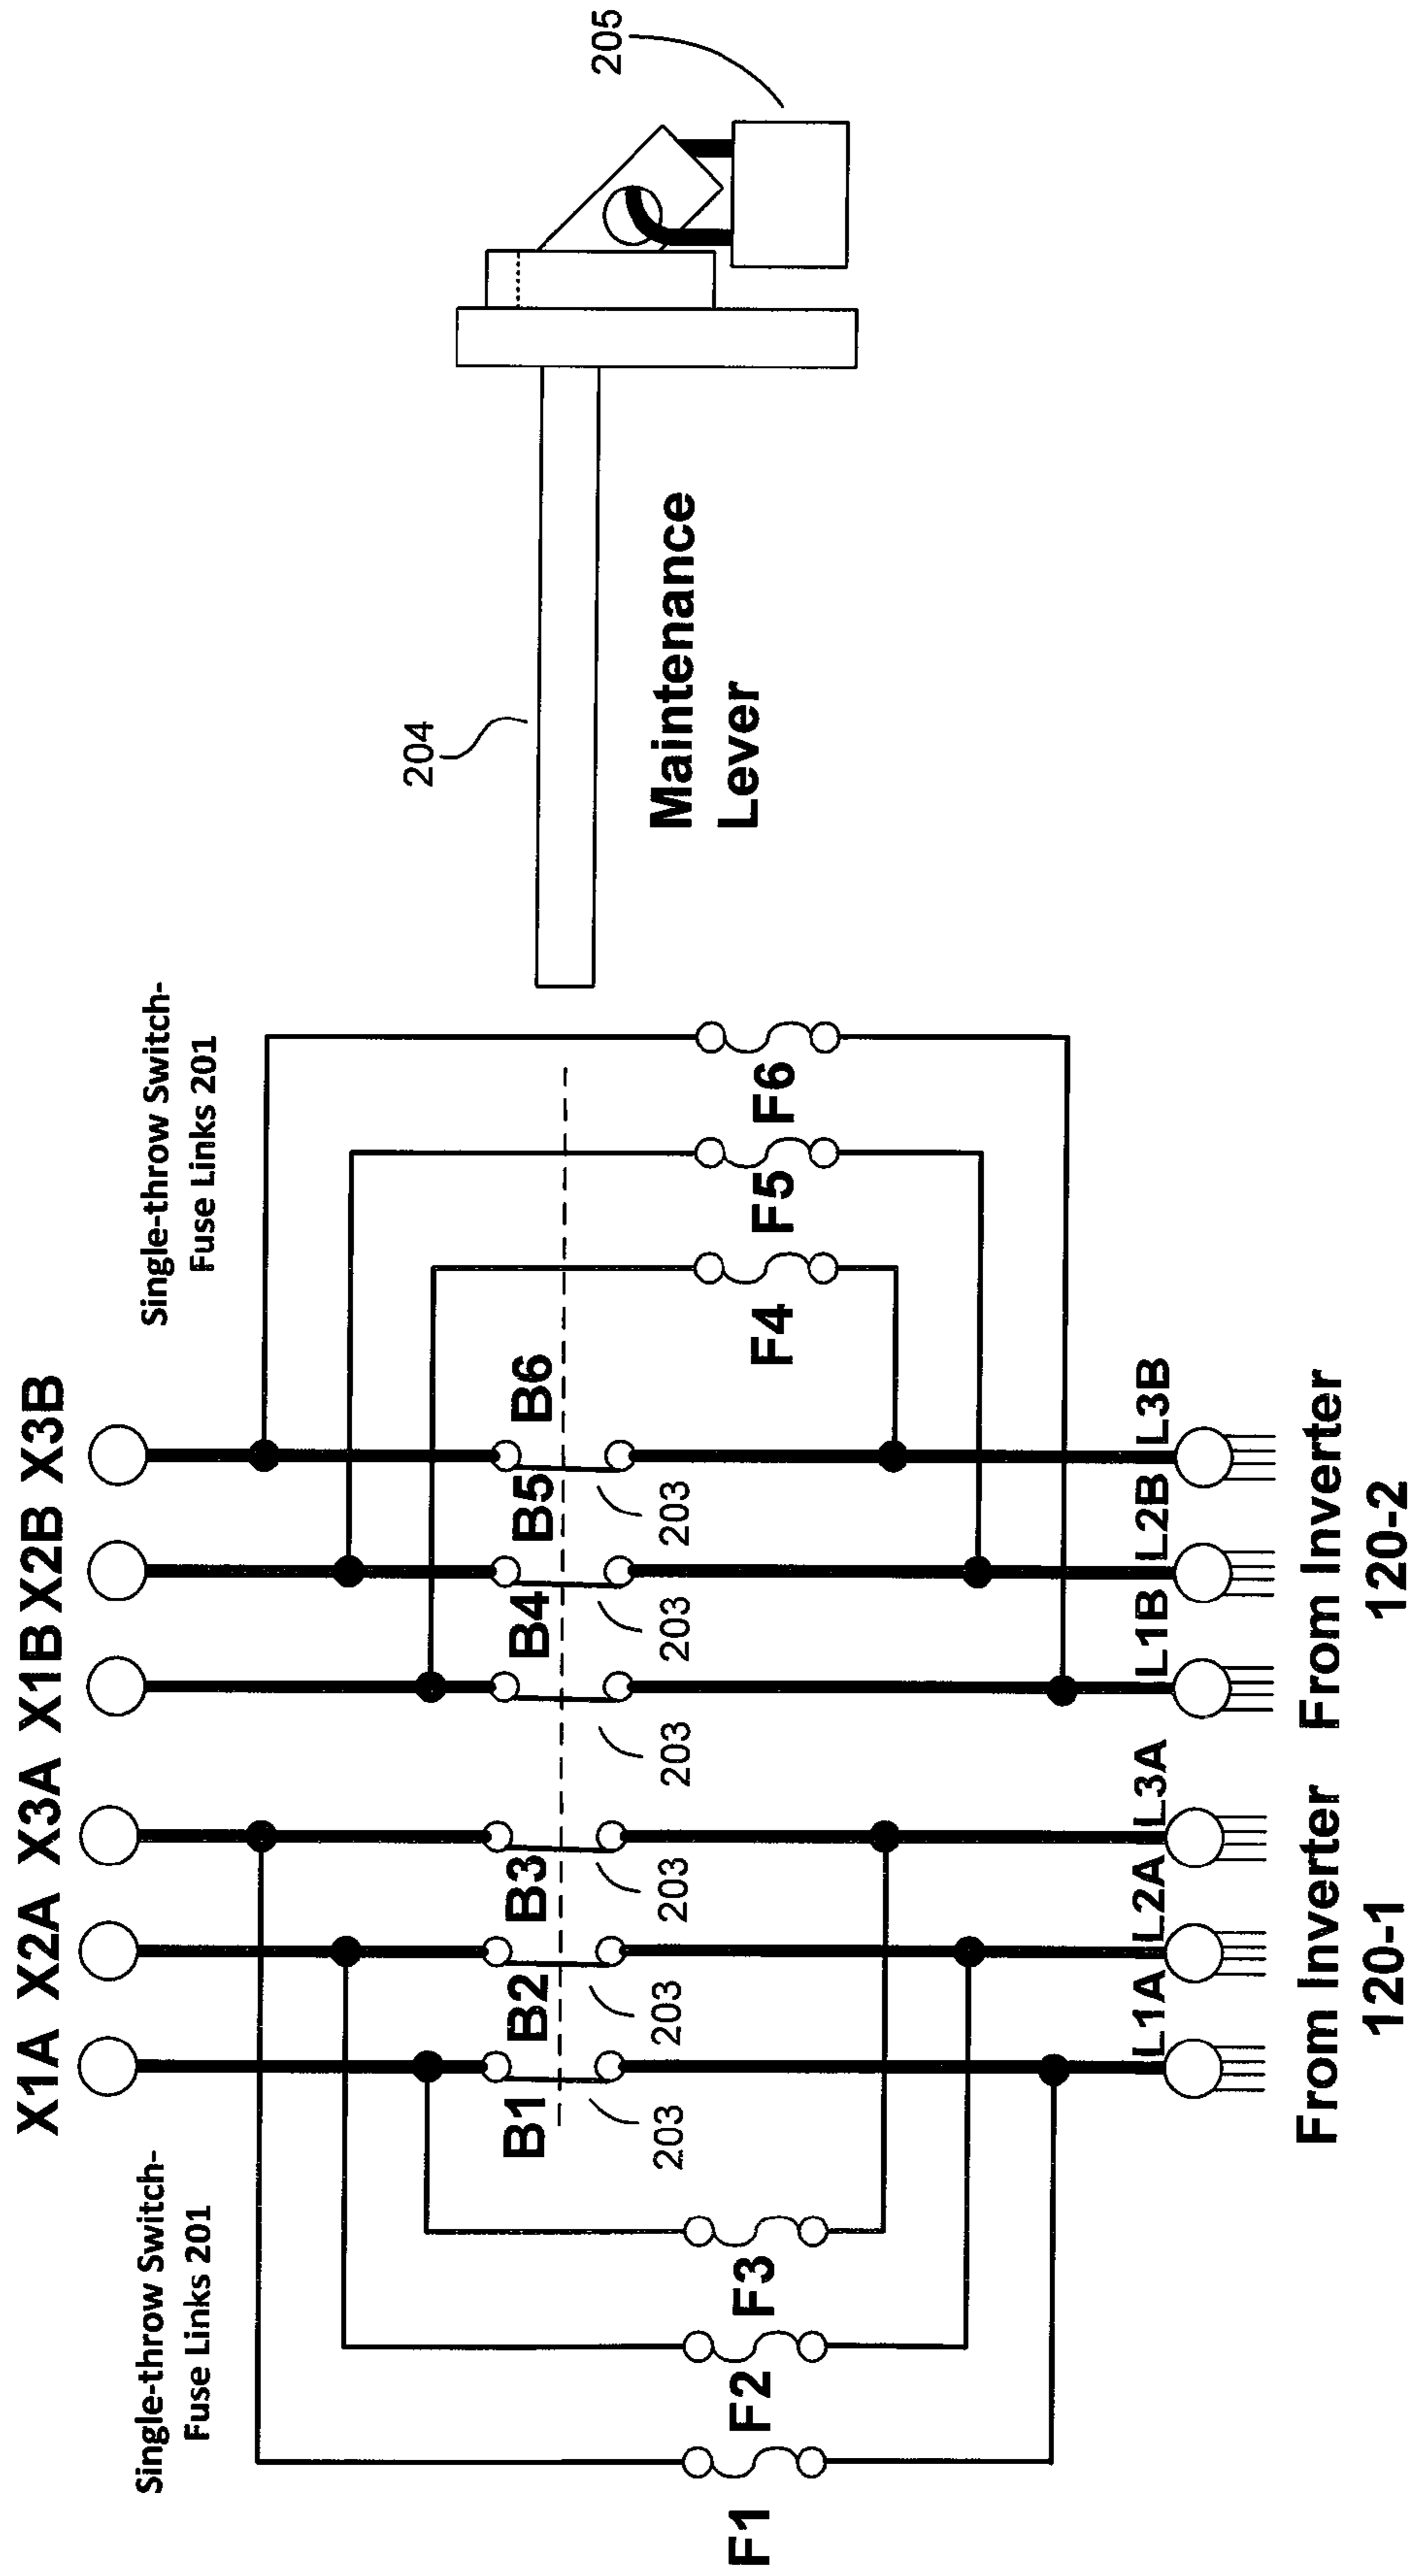 X1A X2A X3A X1B X2B X3B
Single-throw Switch-
Fuse Links 201
Single-throw Switch-
Fuse Links 201
204
205
B1
B2
B3
B4
B5
B6
203
203
203
203
203
203
Maintenance
Lever
F1
F2
F3
F4
F5
F6
L1A
L2A
L3A
L1B
L2B
L3B
From Inverter
120-1
From Inverter
120-2